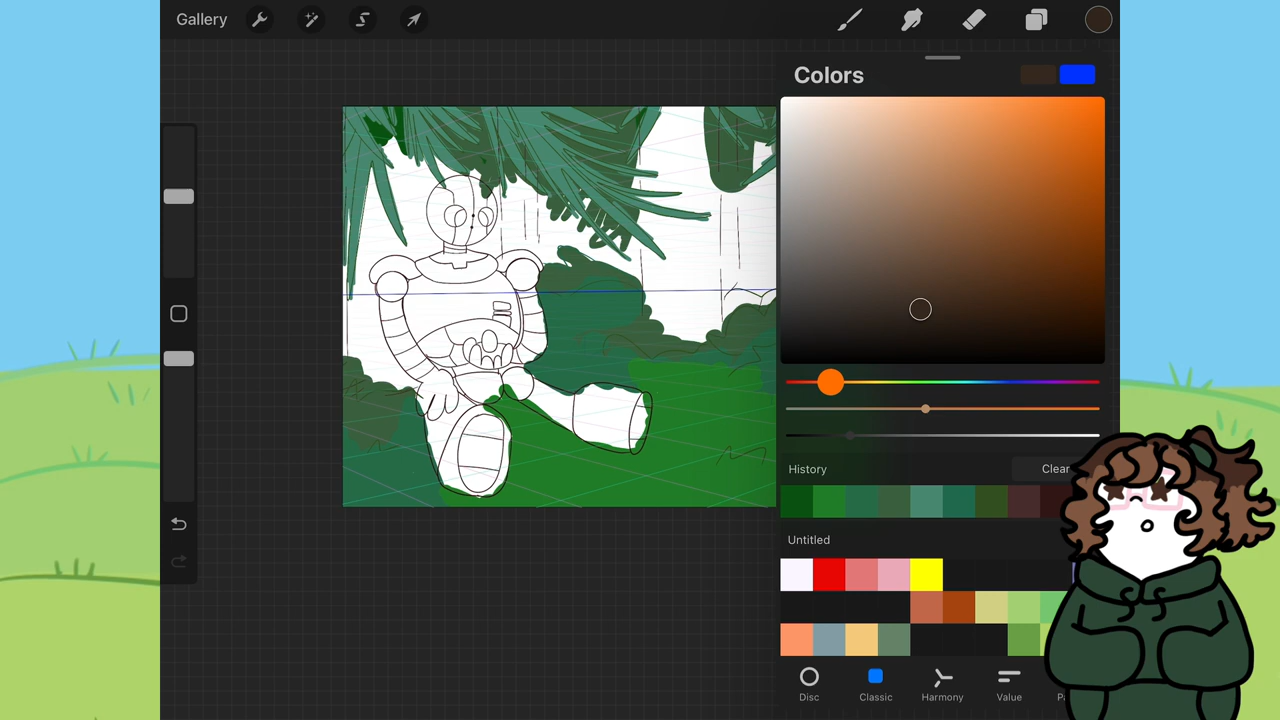 Gallery
Colors
History
Clear
Untitled
Disc
Classic
Harmony
Value